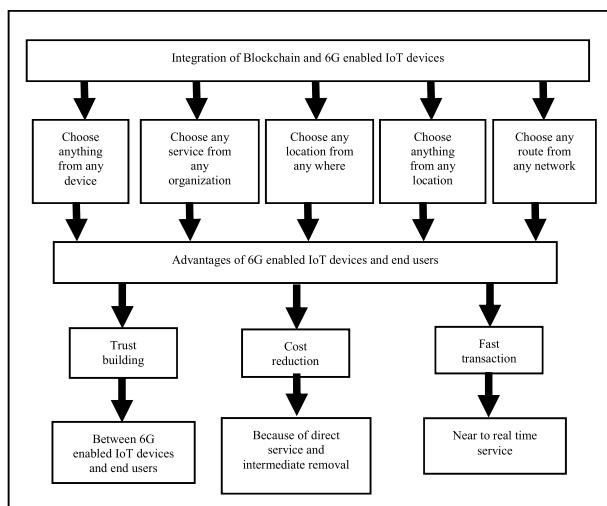 Integration of Blockchain and 6G enabled IoT devices
Choose
anything
from any
device
Choose any
service from
any
organization
Choose any
location from
any where
Choose
anything
from any
location
Choose any
route from
any network
Advantages of 6G enabled IoT devices and end users
Trust
building
Cost
reduction
Fast
transaction
Between 6G
enabled IoT devices
and end users
Because of direct
service and
intermediate removal
Near to real time
service